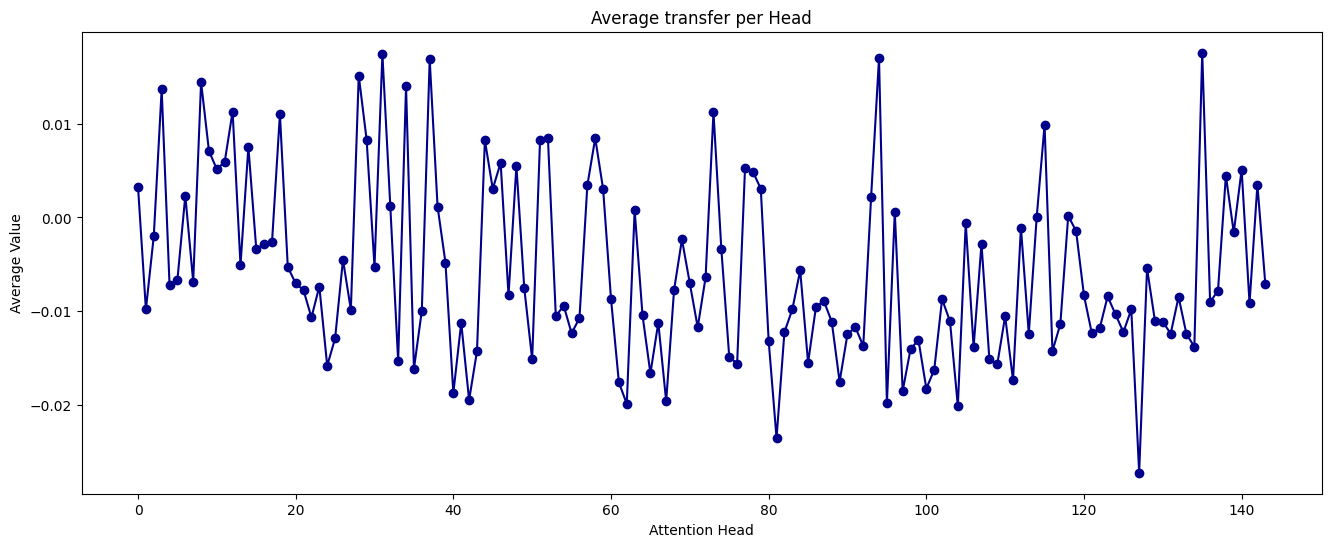 Average transfer per Head
Average Value
0.01
0.00
−0.01
−0.02
0 20 40 60 80 100 120 140
Attention Head